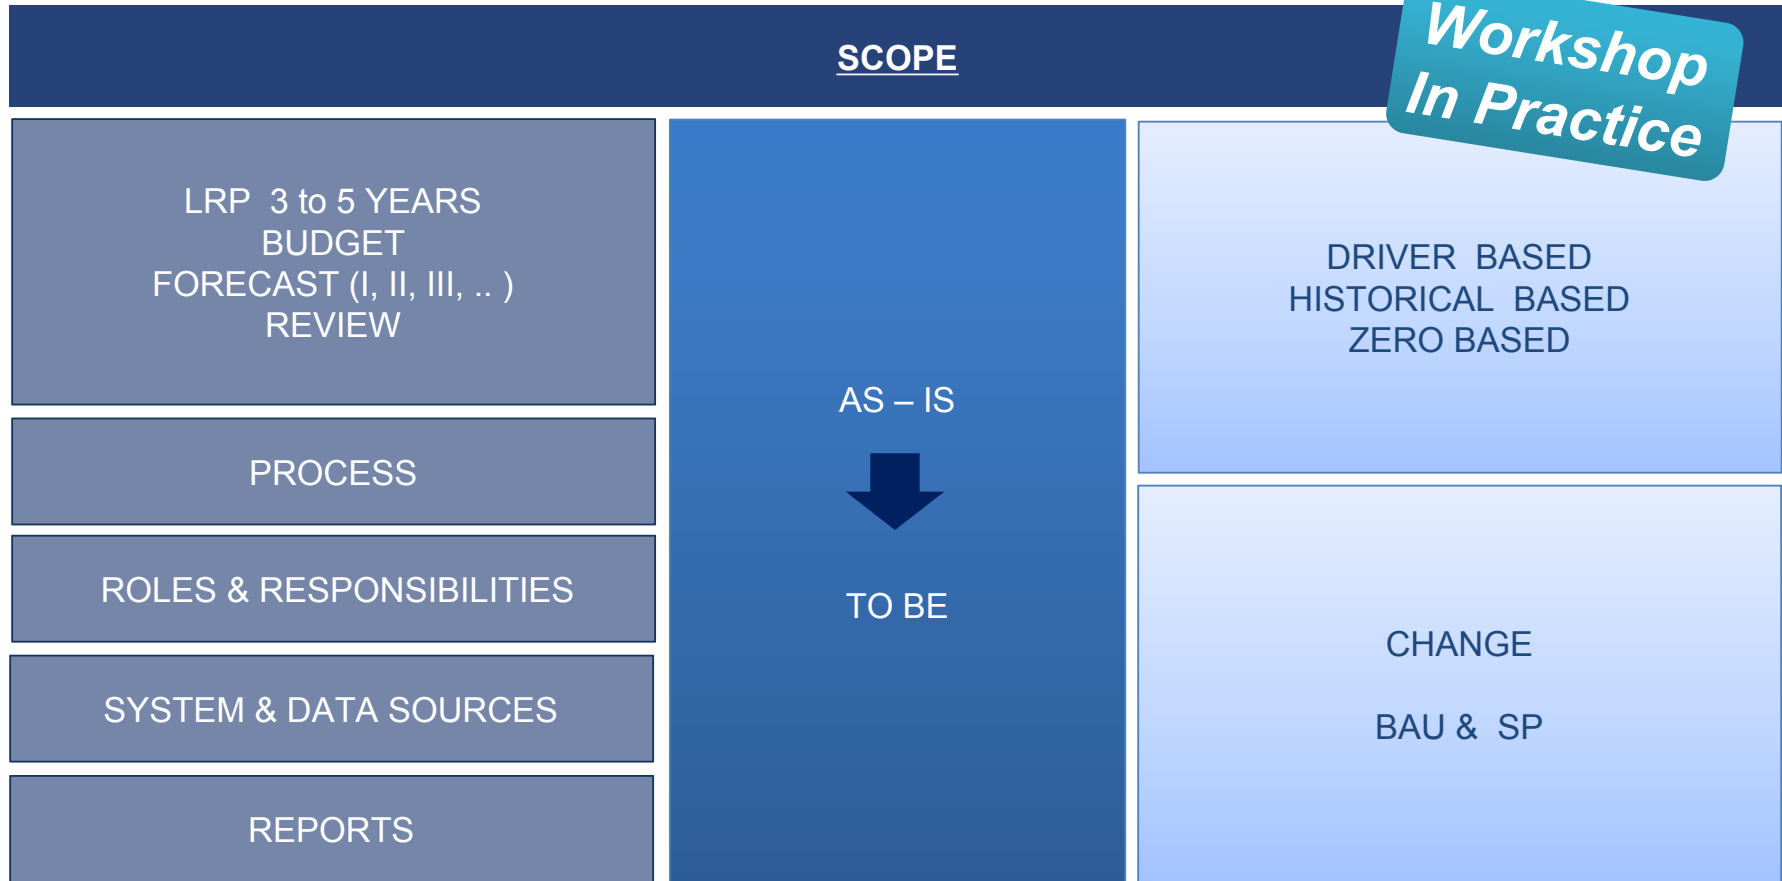 SCOPE
Workshop
In Practice
LRP 3 to 5 YEARS
BUDGET
FORECAST (I, II, III, .. )
REVIEW
PROCESS
ROLES & RESPONSIBILITIES
SYSTEM & DATA SOURCES
REPORTS
AS – IS
TO BE
DRIVER BASED
HISTORICAL BASED
ZERO BASED
CHANGE
BAU & SP